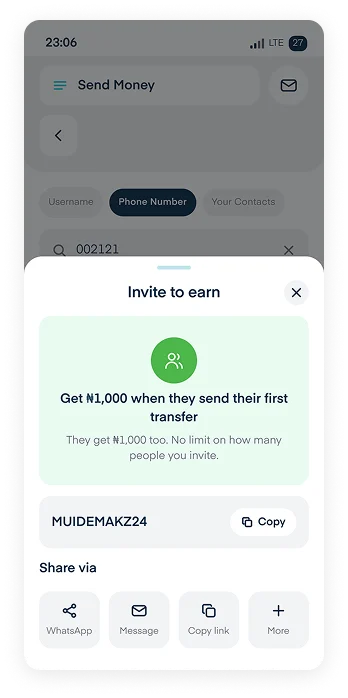 23:06
LTE 27
Send Money
Username Phone Number Your Contacts
002121
Invite to earn
Get ₦1,000 when they send their first
transfer
They get ₦1,000 too. No limit on how many
people you invite.
MUIDEMAKZ24 Copy
Share via
WhatsApp Message Copy link More